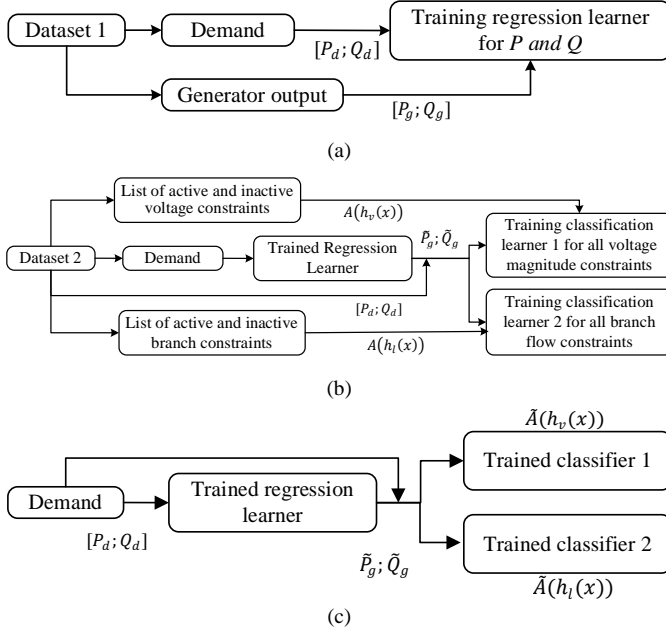 Dataset 1
Demand
[P_d; Q_d]
Training regression learner
for P and Q
Generator output
[P_g; Q_g]
(a)
List of active and inactive
voltage constraints
A(h_v(x))
Dataset 2
Demand
Trained Regression
Learner
P̃_g; Q̃_g
Training classification
learner 1 for all voltage
magnitude constraints
[P_d; Q_d]
List of active and inactive
branch constraints
A(h_l(x))
Training classification
learner 2 for all branch
flow constraints
(b)
Ã(h_v(x))
Trained classifier 1
Demand
[P_d; Q_d]
Trained regression
learner
P̃_g; Q̃_g
Trained classifier 2
Ã(h_l(x))
(c)